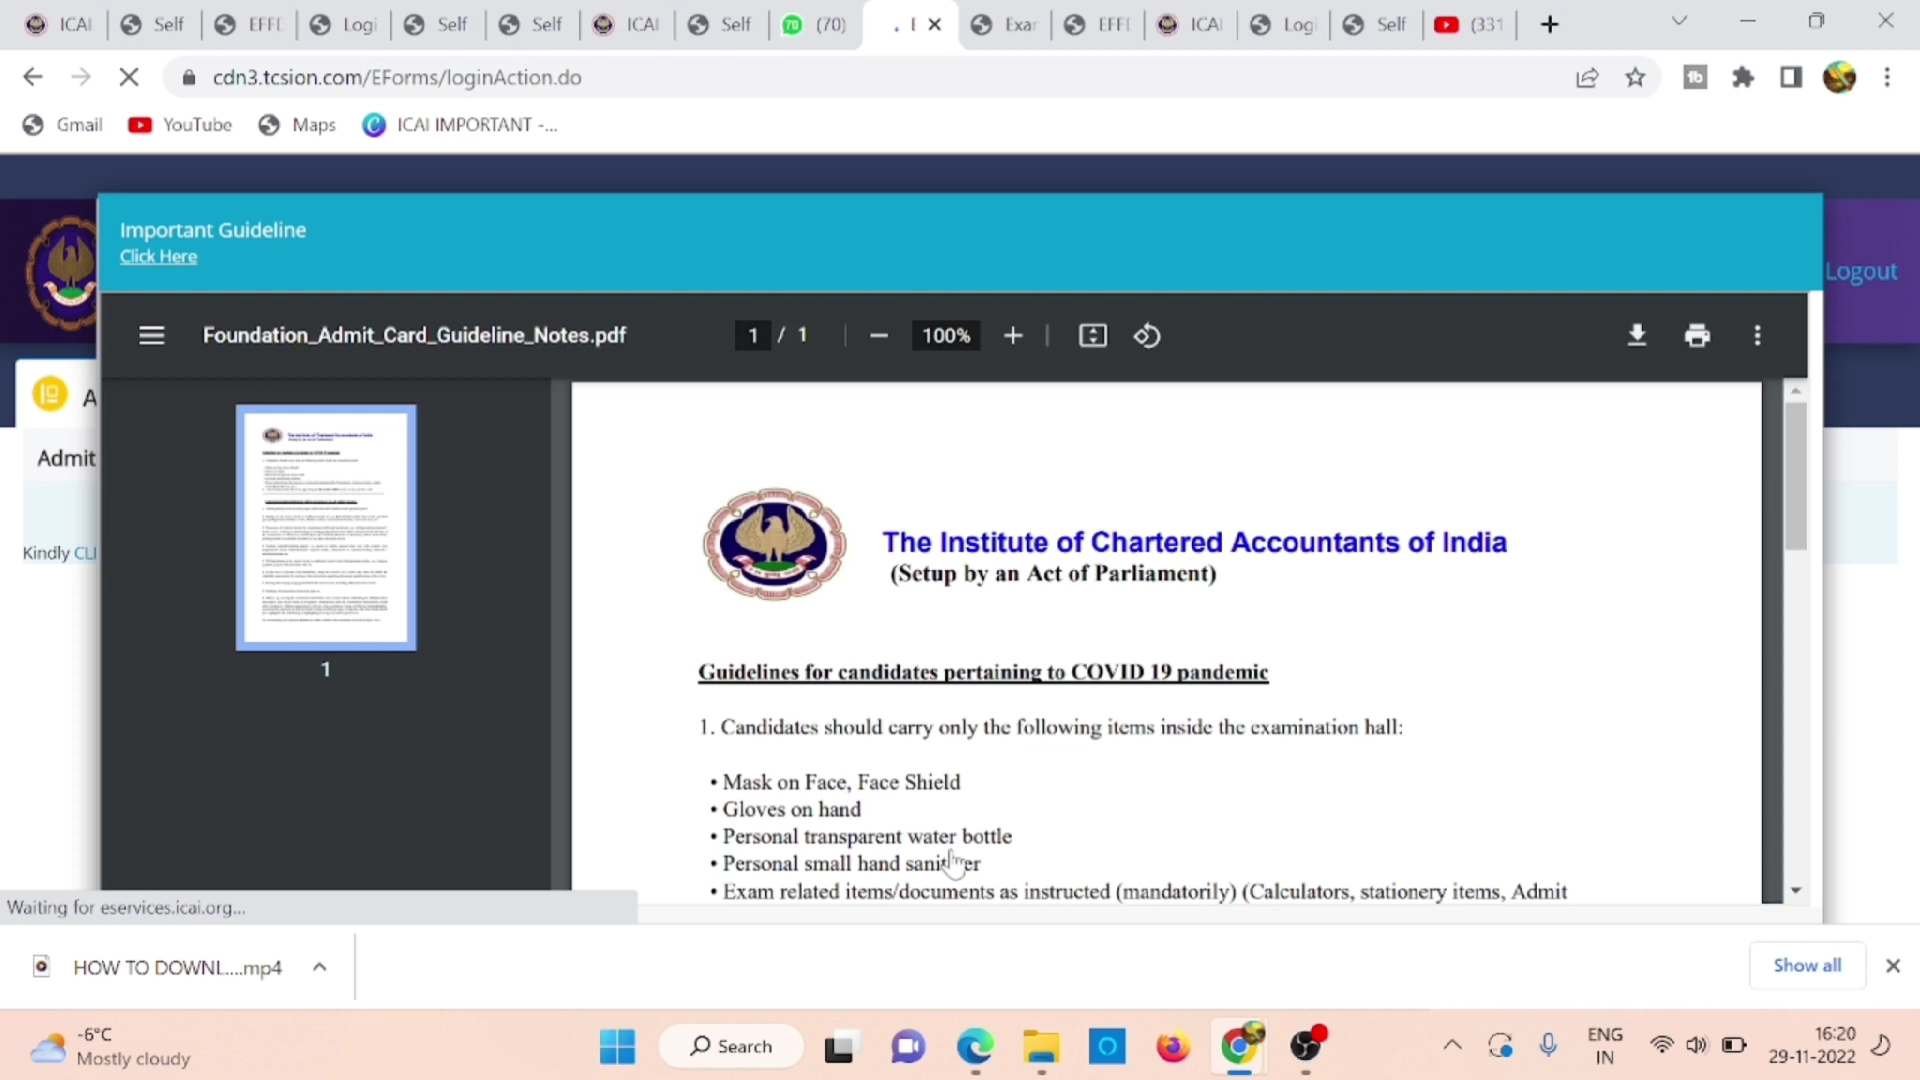 ICAI
Self
EFFE
Logi
Self
Self
ICAI
Self
(70)
Exar
EFFE
ICAI
Log
Self
(331
cdn3.tcsion.com/EForms/loginAction.do
Gmail
YouTube
Maps
ICAI IMPORTANT -...
Important Guideline
Click Here
Logout
Foundation_Admit_Card_Guideline_Notes.pdf
1 / 1
100%
A
Admit
Kindly CLI
1
The Institute of Chartered Accountants of India
(Setup by an Act of Parliament)
Guidelines for candidates pertaining to COVID 19 pandemic
1. Candidates should carry only the following items inside the examination hall:
• Mask on Face, Face Shield
• Gloves on hand
• Personal transparent water bottle
• Personal small hand sanitizer
• Exam related items/documents as instructed (mandatorily) (Calculators, stationery items, Admit
Waiting for eservices.icai.org...
HOW TO DOWNL....mp4
Show all
-6°C
Mostly cloudy
Search
ENG
IN
16:20
29-11-2022